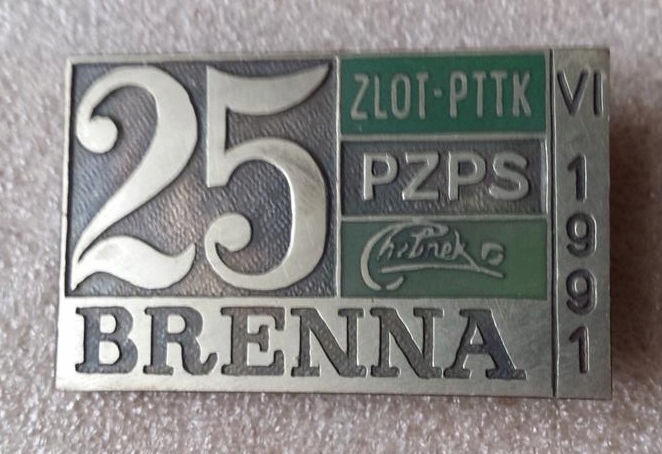 25
ZLOT-PTTK
PZPS
Chełmek
BRENNA
VI 1991